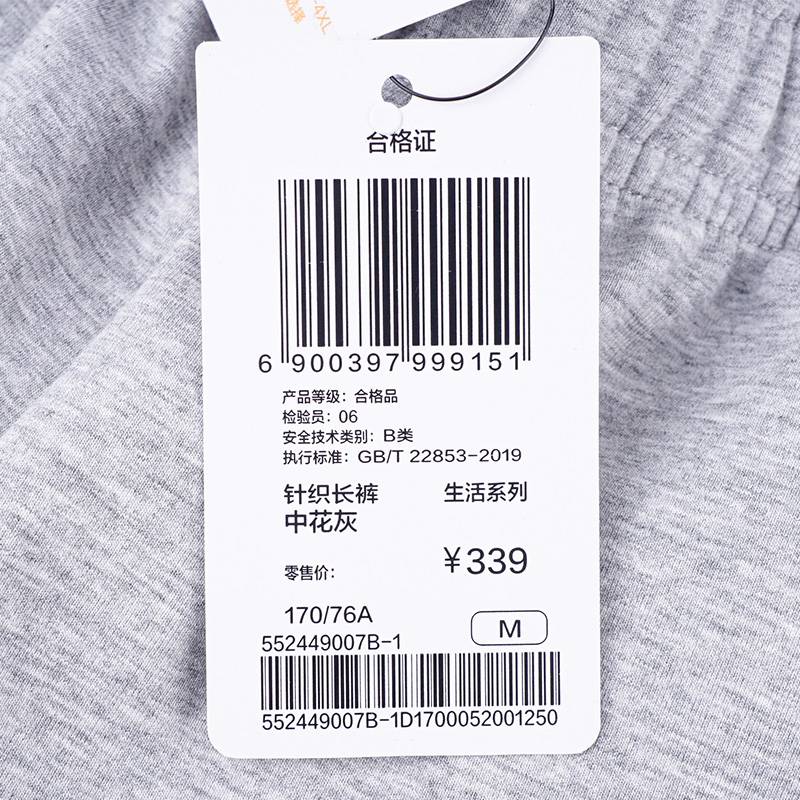 -4XL
合格证
6 900397 999151
产品等级：合格品
检验员：06
安全技术类别：B类
执行标准：GB/T 22853-2019
针织长裤 生活系列
中花灰
零售价： ¥339
170/76A
552449007B-1 M
552449007B-1D1700052001250